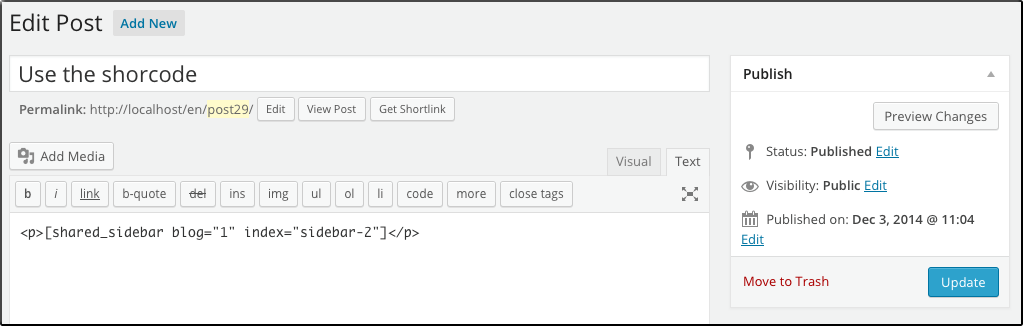 Edit Post Add New
Use the shorcode
Permalink: http://localhost/en/post29/ Edit View Post Get Shortlink
Add Media Visual Text
b i link b-quote del ins img ul ol li code more close tags
<p>[shared_sidebar blog="1" index="sidebar-2"]</p>
Publish
Preview Changes
Status: Published Edit
Visibility: Public Edit
Published on: Dec 3, 2014 @ 11:04
Edit
Move to Trash Update